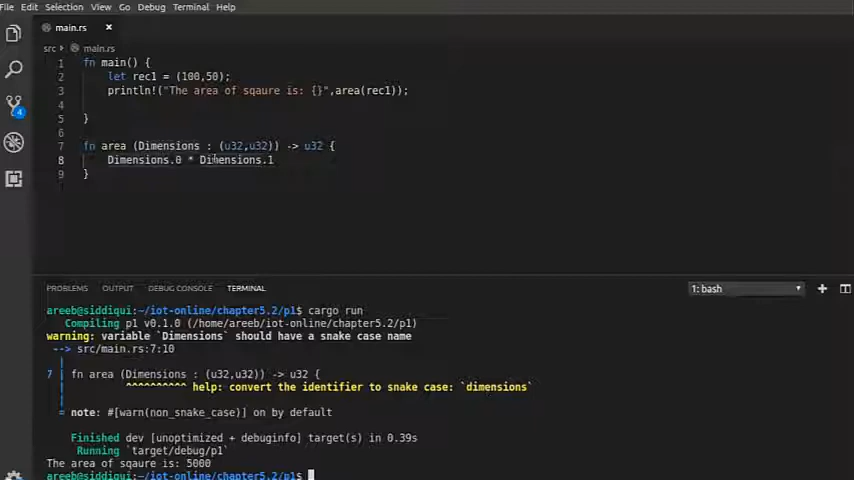 File Edit Selection View Go Debug Terminal Help
main.rs ×
src main.rs
1 fn main() {
2 let rec1 = (100,50);
3 println!("The area of sqaure is: {}",area(rec1));
4
5 }
6
7 fn area (Dimensions : (u32,u32)) -> u32 {
8 Dimensions.0 * Dimensions.1
9 }
4
PROBLEMS OUTPUT DEBUG CONSOLE TERMINAL 1: bash
areeb@siddiqui:~/iot-online/chapter5.2/p1$ cargo run
Compiling p1 v0.1.0 (/home/areeb/iot-online/chapter5.2/p1)
warning: variable `Dimensions` should have a snake case name
--> src/main.rs:7:10
|
7 | fn area (Dimensions : (u32,u32)) -> u32 {
| ^^^^^^^^^^ help: convert the identifier to snake case: `dimensions`
|
= note: #[warn(non_snake_case)] on by default
Finished dev [unoptimized + debuginfo] target(s) in 0.39s
Running `target/debug/p1`
The area of sqaure is: 5000
areeb@siddiqui:~/iot-online/chapter5.2/p1$